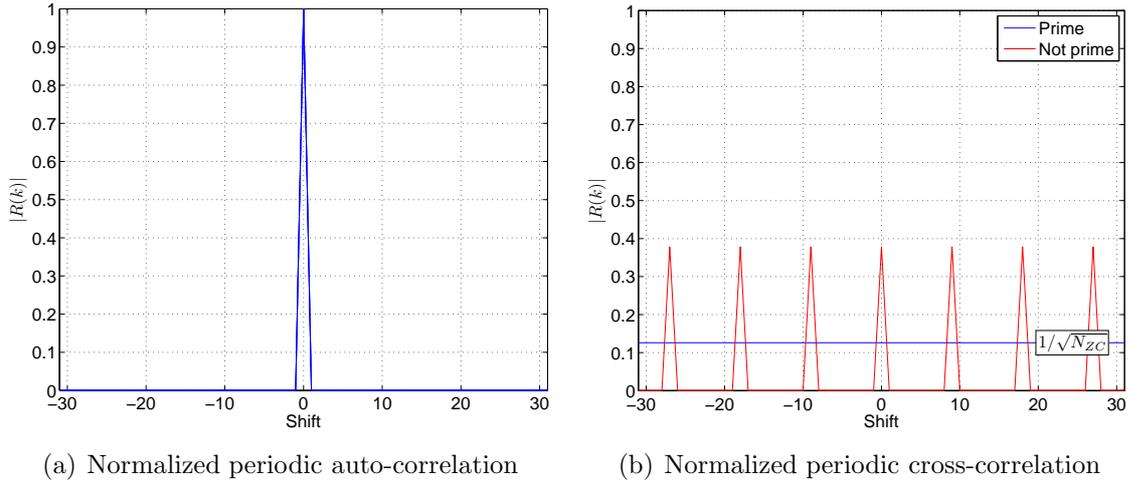 1
0.9
0.8
0.7
0.6
0.5
0.4
0.3
0.2
0.1
0
|R(k)|
−30 −20 −10 0 10 20 30
Shift
(a) Normalized periodic auto-correlation
1
0.9
0.8
0.7
0.6
0.5
0.4
0.3
0.2
0.1
0
|R(k)|
Prime
Not prime
1/√N_{ZC}
−30 −20 −10 0 10 20 30
Shift
(b) Normalized periodic cross-correlation